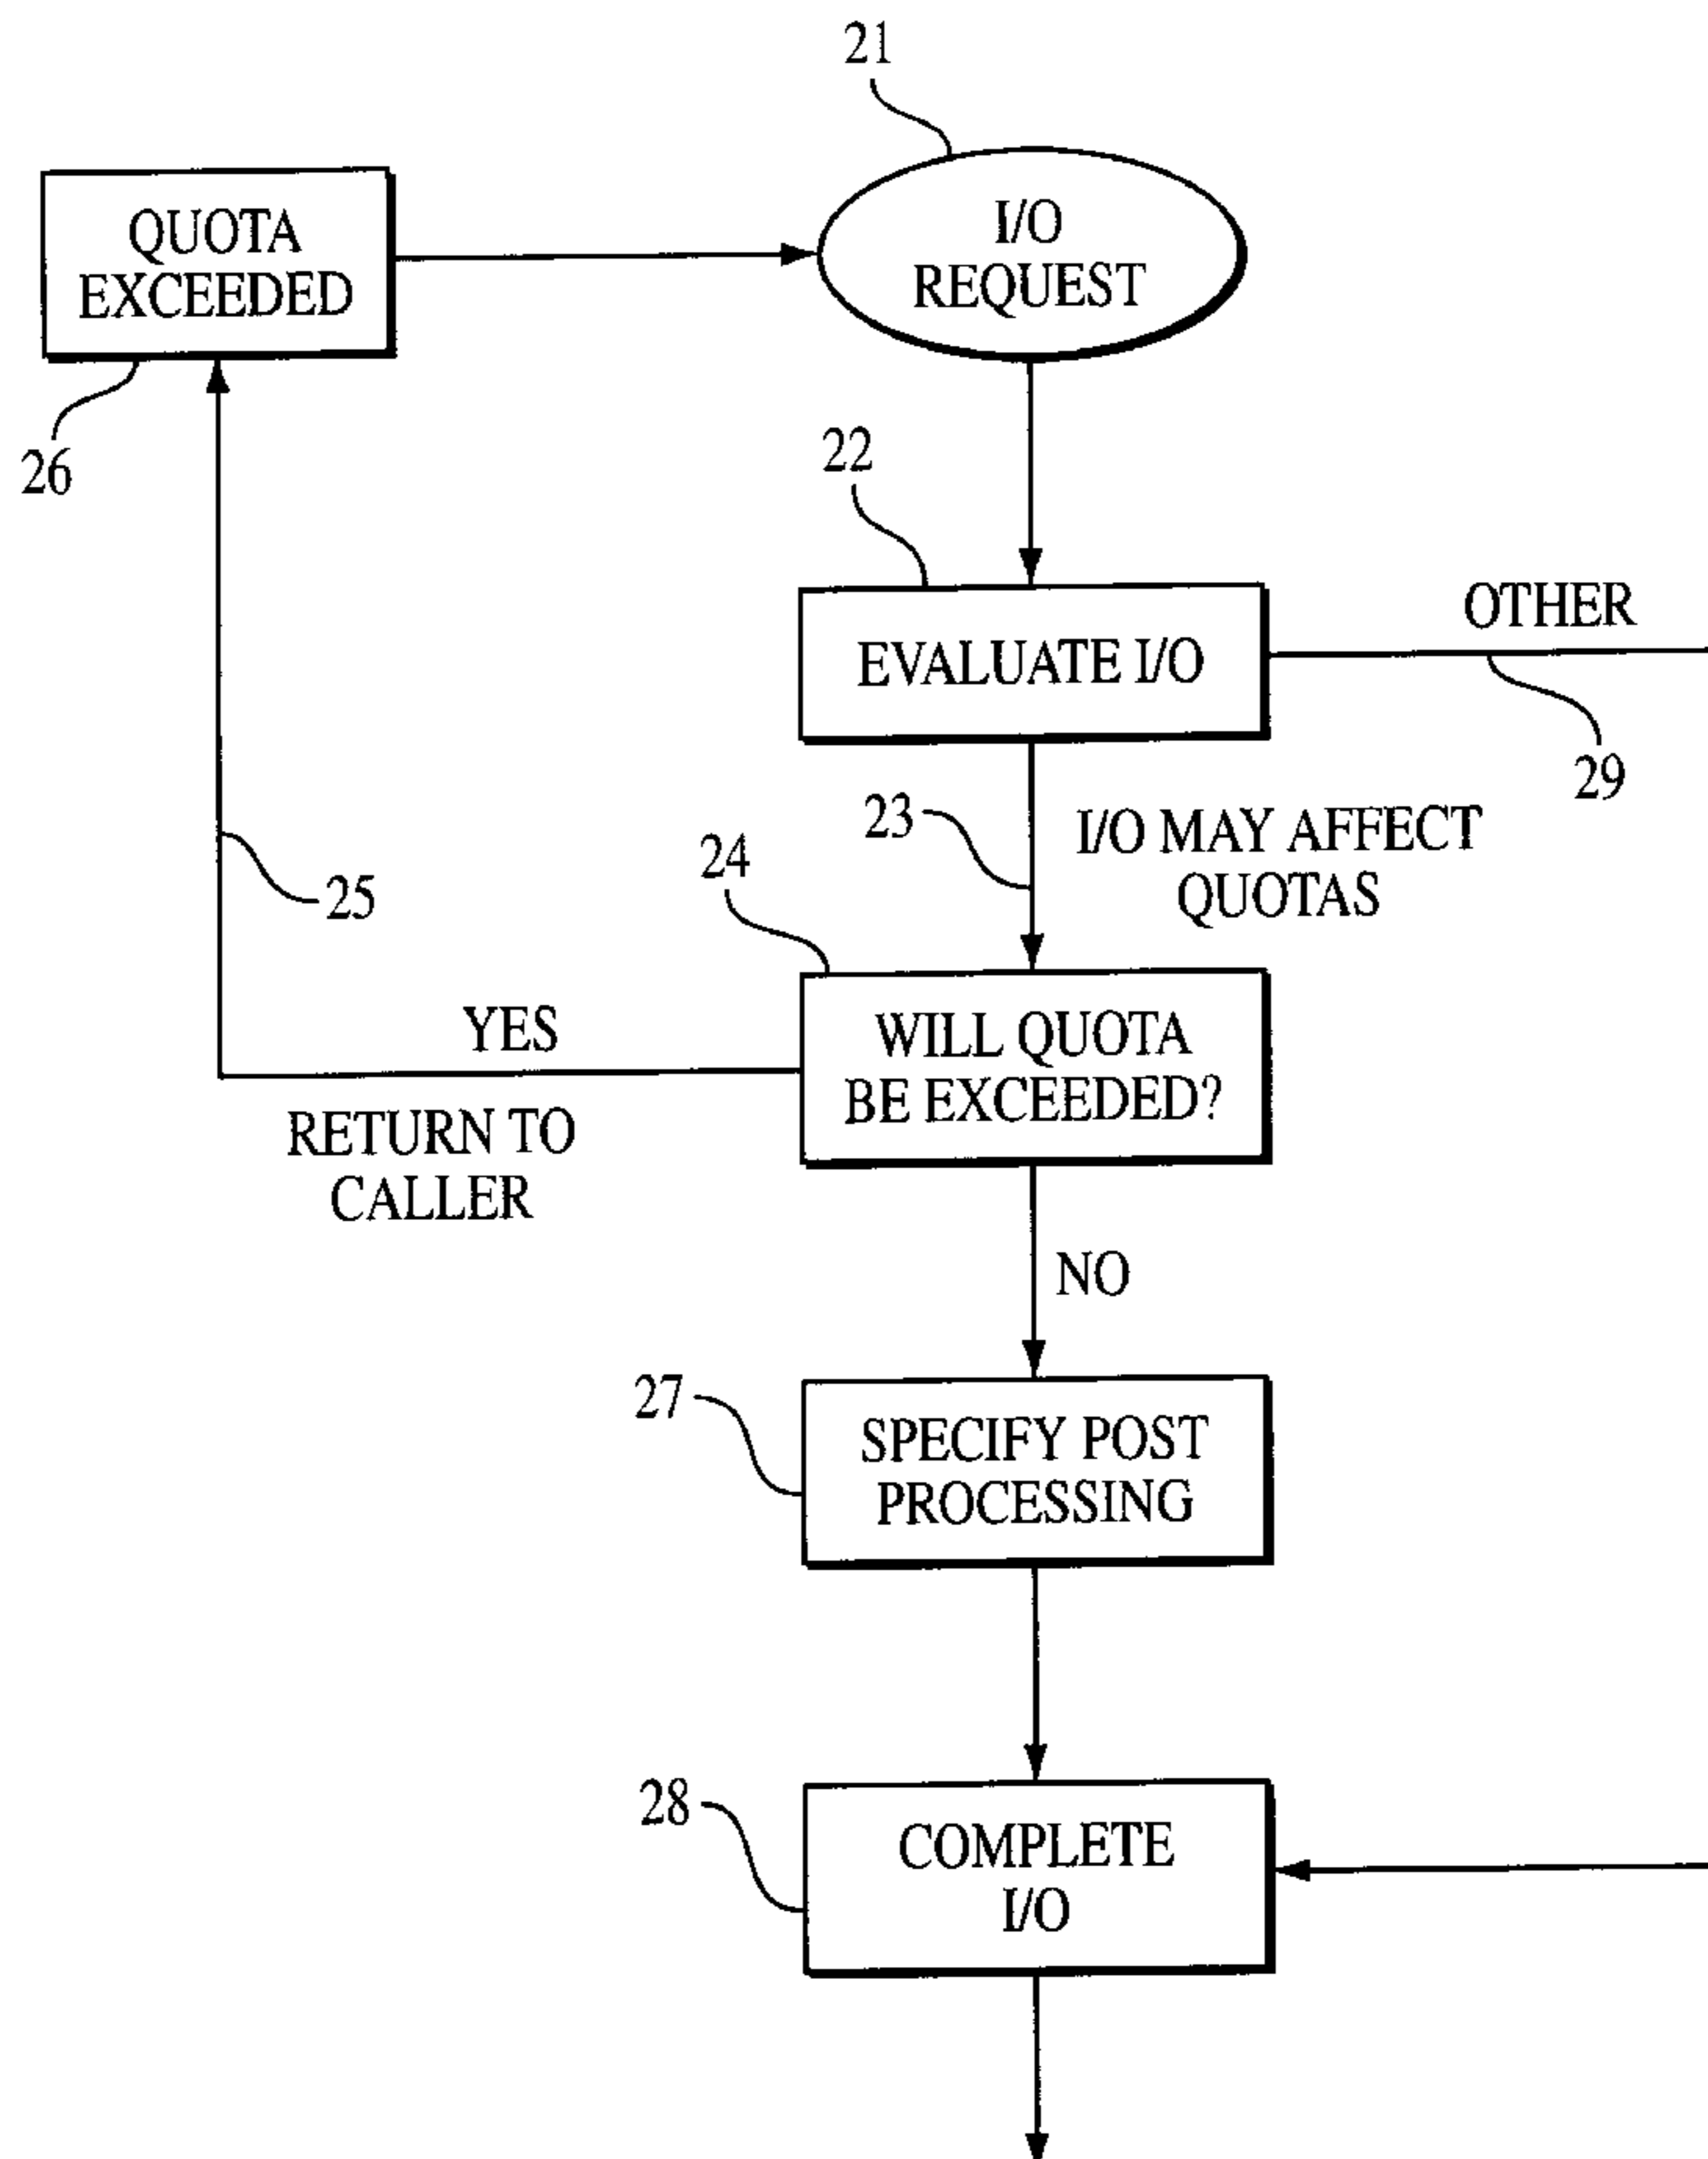 21
QUOTA
EXCEEDED
I/O
REQUEST
26
22
EVALUATE I/O
OTHER
29
23
I/O MAY AFFECT
QUOTAS
24
25
YES
WILL QUOTA
BE EXCEEDED?
RETURN TO
CALLER
NO
27
SPECIFY POST
PROCESSING
28
COMPLETE
I/O